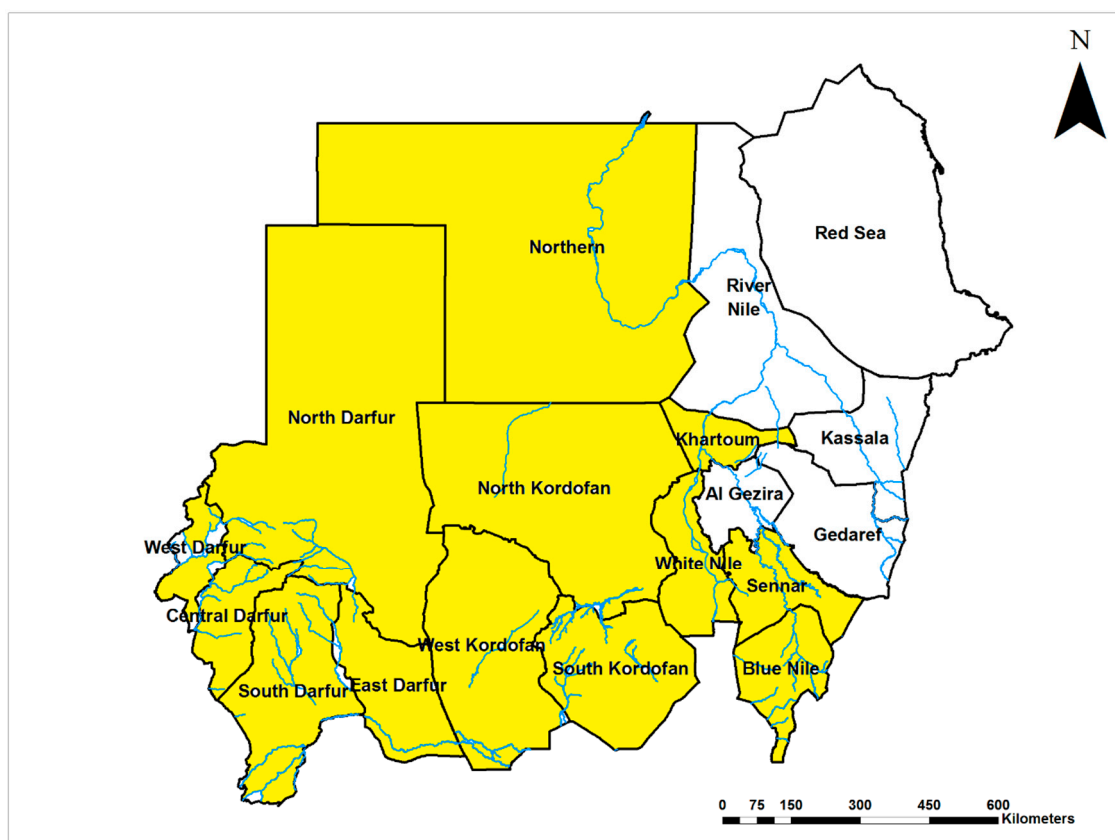 N
Red Sea
Northern
River
Nile
North Darfur
Khartoum
Kassala
North Kordofan
Al Gezira
Gedaref
West Darfur
White Nile
Sennar
Central Darfur
West Kordofan
South Kordofan
Blue Nile
South Darfur
East Darfur
0 75 150 300 450 600
Kilometers